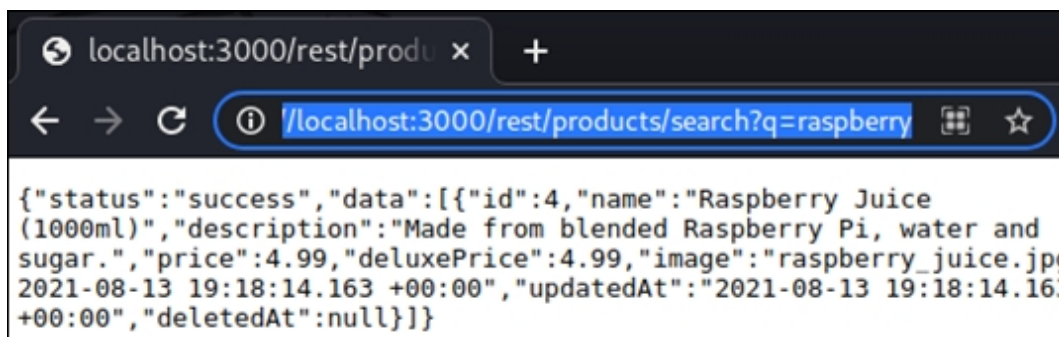 localhost:3000/rest/produ
//localhost:3000/rest/products/search?q=raspberry
{"status":"success","data":[{"id":4,"name":"Raspberry Juice
(1000ml)","description":"Made from blended Raspberry Pi, water and
sugar.","price":4.99,"deluxePrice":4.99,"image":"raspberry_juice.jpg
2021-08-13 19:18:14.163 +00:00","updatedAt":"2021-08-13 19:18:14.163
+00:00","deletedAt":null}]}